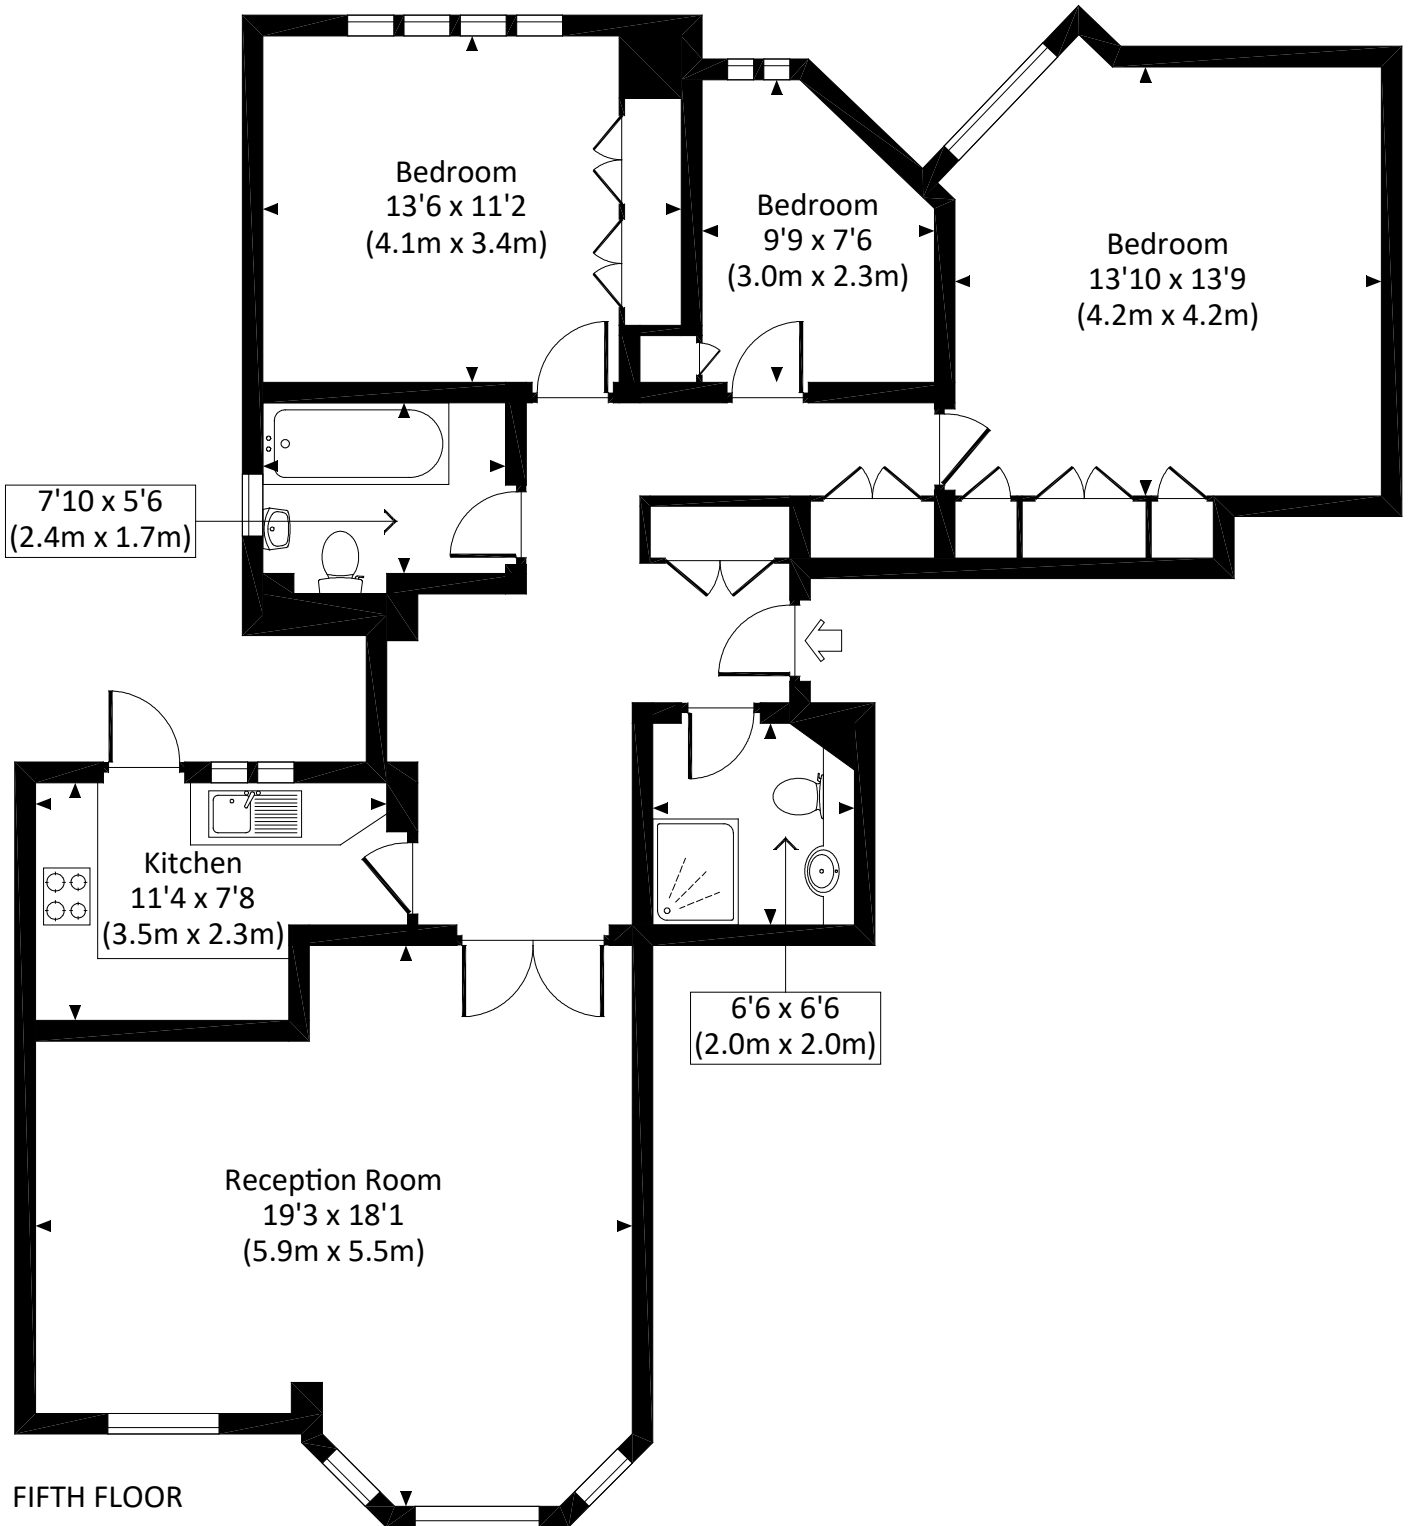 Bedroom
13'6 x 11'2
(4.1m x 3.4m)
Bedroom
9'9 x 7'6
(3.0m x 2.3m)
Bedroom
13'10 x 13'9
(4.2m x 4.2m)
7'10 x 5'6
(2.4m x 1.7m)
Kitchen
11'4 x 7'8
(3.5m x 2.3m)
6'6 x 6'6
(2.0m x 2.0m)
Reception Room
19'3 x 18'1
(5.9m x 5.5m)
FIFTH FLOOR